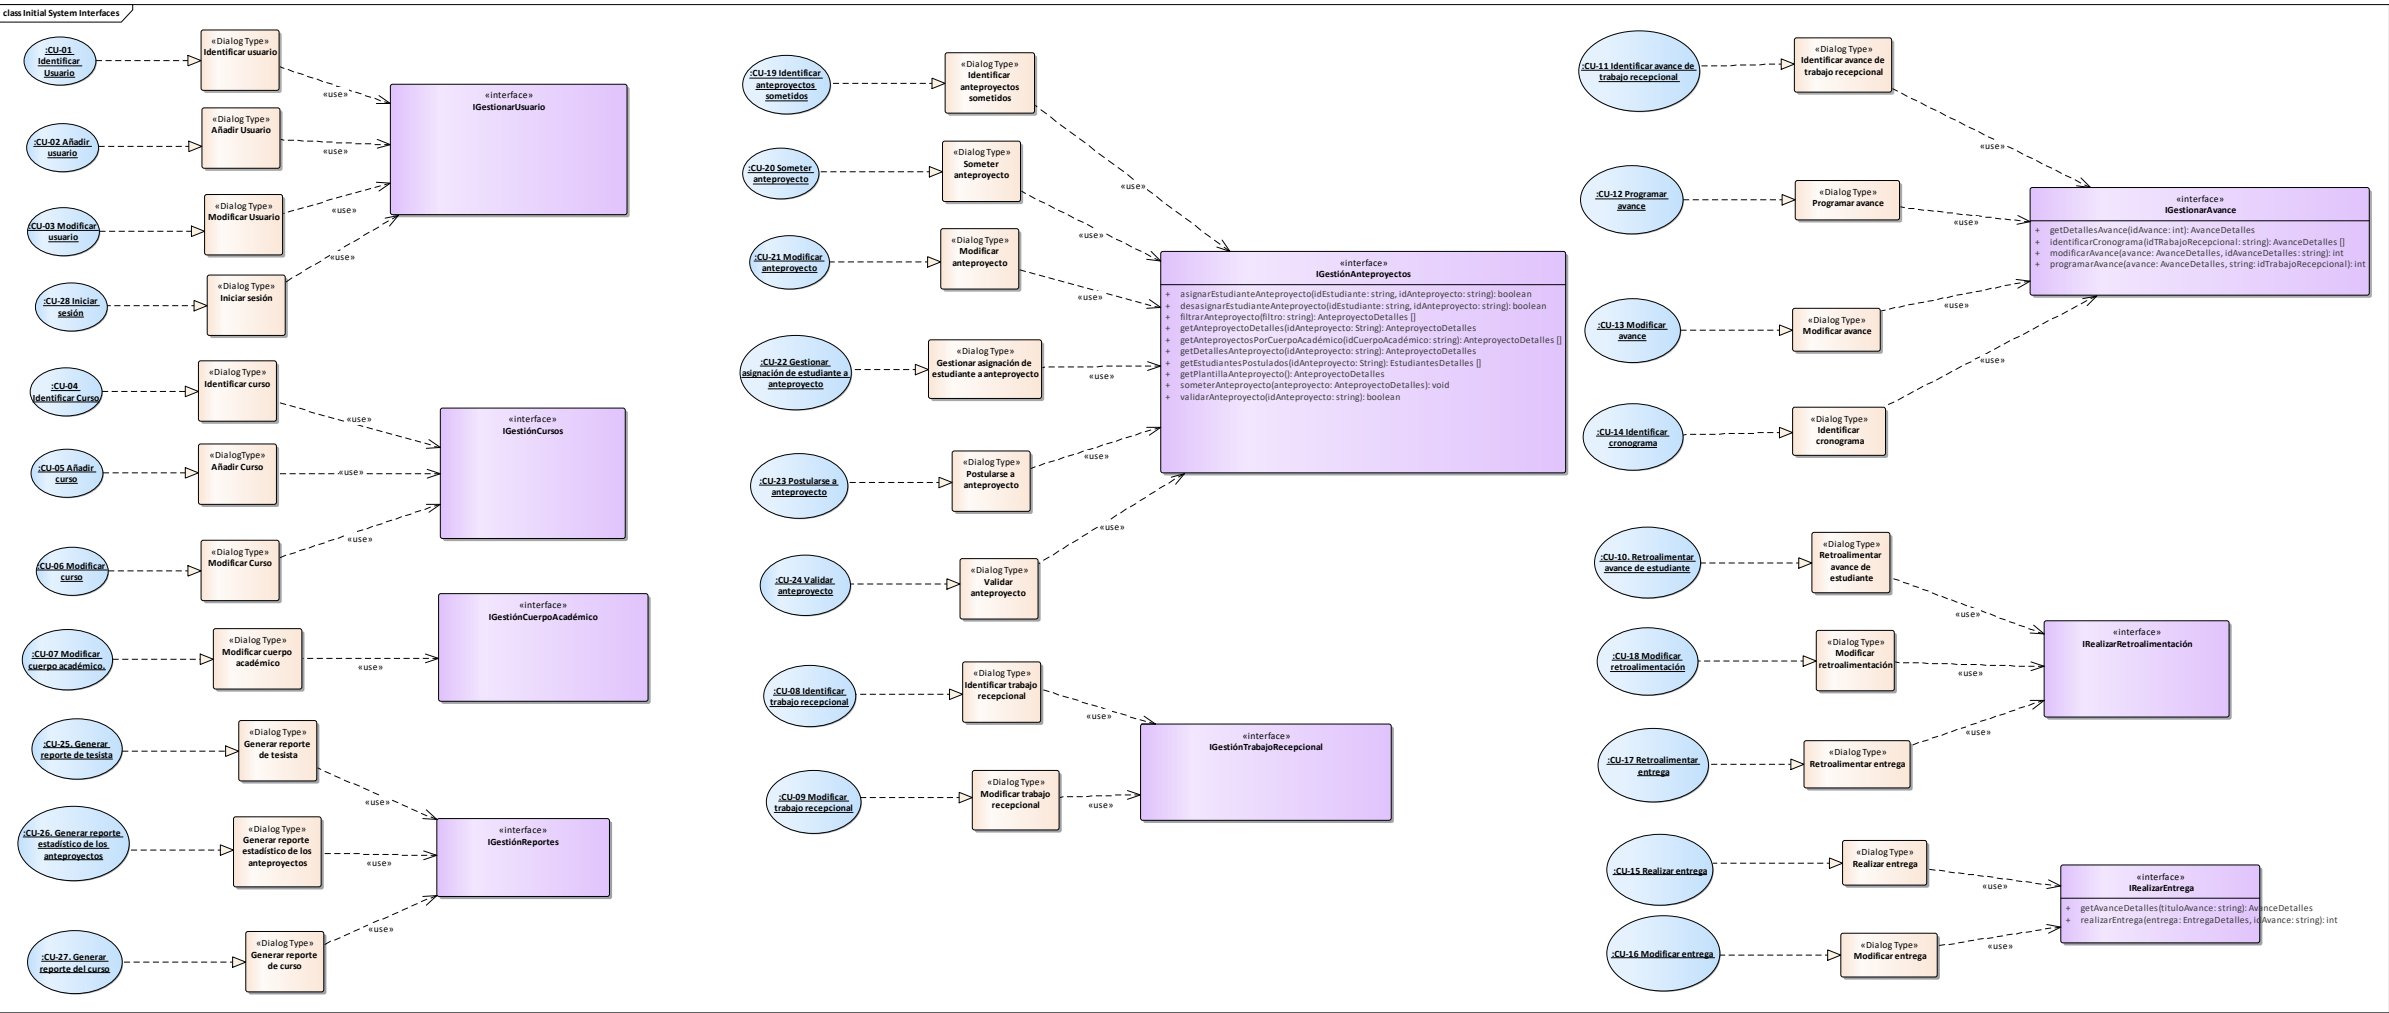 class Initial System Interfaces
:CU-01
Identificar
Usuario
«Dialog Type»
Identificar usuario
«use»
:CU-02 Añadir
usuario
«Dialog Type»
Añadir Usuario
«use»
:CU-03 Modificar
usuario
«Dialog Type»
Modificar Usuario
«use»
:CU-28 Iniciar
sesión
«Dialog Type»
Iniciar sesión
«use»
«interface»
IGestionarUsuario
:CU-04
Identificar Curso
«Dialog Type»
Identificar curso
«use»
:CU-05 Añadir
curso
«DialogType»
Añadir Curso
«use»
:CU-06 Modificar
curso
«Dialog Type»
Modificar Curso
«use»
«interface»
IGestiónCursos
:CU-07 Modificar
cuerpo académico.
«Dialog Type»
Modificar cuerpo
académico
«use»
«interface»
IGestiónCuerpoAcadémico
:CU-25. Generar
reporte de tesista
«Dialog Type»
Generar reporte
de tesista
«use»
:CU-26. Generar reporte
estadístico de los
anteproyectos
«Dialog Type»
Generar reporte
estadístico de los
anteproyectos
«use»
:CU-27. Generar
reporte del curso
«Dialog Type»
Generar reporte
de curso
«use»
«interface»
IGestiónReportes
:CU-19 Identificar
anteproyectos
sometidos
«Dialog Type»
Identificar
anteproyectos
sometidos
«use»
:CU-20 Someter
anteproyecto
«Dialog Type»
Someter
anteproyecto
«use»
:CU-21 Modificar
anteproyecto
«Dialog Type»
Modificar
anteproyecto
«use»
:CU-22 Gestionar
asignación de estudiante a
anteproyecto
«Dialog Type»
Gestionar asignación de
estudiante a anteproyecto
«use»
:CU-23 Postularse a
anteproyecto
«Dialog Type»
Postularse a
anteproyecto
«use»
:CU-24 Validar
anteproyecto
«Dialog Type»
Validar
anteproyecto
«use»
«interface»
IGestiónAnteproyectos
+ asignarEstudianteAnteproyecto(idEstudiante: string, idAnteproyecto: string): boolean
+ desasignarEstudianteAnteproyecto(idEstudiante: string, idAnteproyecto: string): boolean
+ filtrarAnteproyecto(filtro: string): AnteproyectoDetalles []
+ getAnteproyectoDetalles(idAnteproyecto: String): AnteproyectoDetalles
+ getAnteproyectosPorCuerpoAcadémico(idCuerpoAcadémico: string): AnteproyectoDetalles []
+ getDetallesAnteproyecto(idAnteproyecto: string): AnteproyectoDetalles
+ getEstudiantesPostulados(idAnteproyecto: String): EstudiantesDetalles []
+ getPlantillaAnteproyecto(): AnteproyectoDetalles
+ someterAnteproyecto(anteproyecto: AnteproyectoDetalles): void
+ validarAnteproyecto(idAnteproyecto: string): boolean
:CU-08 Identificar
trabajo recepcional
«Dialog Type»
Identificar trabajo
recepcional
«use»
:CU-09 Modificar
trabajo recepcional
«Dialog Type»
Modificar trabajo
recepcional
«use»
«interface»
IGestiónTrabajoRecepcional
:CU-11 Identificar avance de
trabajo recepcional
«Dialog Type»
Identificar avance de
trabajo recepcional
«use»
:CU-12 Programar
avance
«Dialog Type»
Programar avance
«use»
:CU-13 Modificar
avance
«Dialog Type»
Modificar avance
«use»
:CU-14 Identificar
cronograma
«Dialog Type»
Identificar
cronograma
«use»
«interface»
IGestionarAvance
+ getDetallesAvance(idAvance: int): AvanceDetalles
+ identificarCronograma(idTRabajoRecepcional: string): AvanceDetalles []
+ modificarAvance(avance: AvanceDetalles, idAvanceDetalles: string): int
+ programarAvance(avance: AvanceDetalles, string: idTrabajoRecepcional): int
:CU-10. Retroalimentar
avance de estudiante
«Dialog Type»
Retroalimentar
avance de
estudiante
«use»
:CU-18 Modificar
retroalimentación
«Dialog Type»
Modificar
retroalimentación
«use»
:CU-17 Retroalimentar
entrega
«Dialog Type»
Retroalimentar entrega
«use»
«interface»
IRealizarRetroalimentación
:CU-15 Realizar entrega
«Dialog Type»
Realizar entrega
«use»
:CU-16 Modificar entrega
«Dialog Type»
Modificar entrega
«use»
«interface»
IRealizarEntrega
+ getAvanceDetalles(tituloAvance: string): AvanceDetalles
+ realizarEntrega(entrega: EntregaDetalles, idAvance: string): int